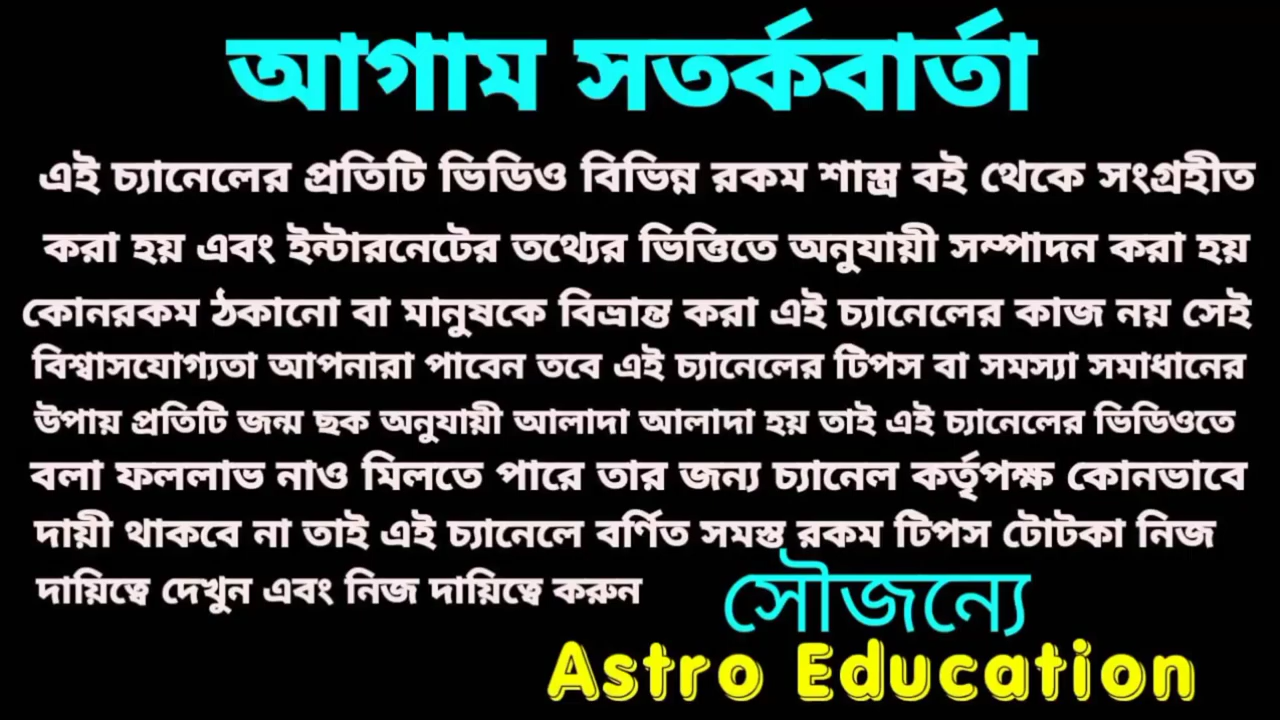 আগাম সতর্কবার্তা
এই চ্যানেলের প্রতিটি ভিডিও বিভিন্ন রকম শাস্ত্র বই থেকে সংগ্রহীত
করা হয় এবং ইন্টারনেটের তথ্যের ভিত্তিতে অনুযায়ী সম্পাদন করা হয়
কোনরকম ঠকানো বা মানুষকে বিভ্রান্ত করা এই চ্যানেলের কাজ নয় সেই
বিশ্বাসযোগ্যতা আপনারা পাবেন তবে এই চ্যানেলের টিপস বা সমস্যা সমাধানের
উপায় প্রতিটি জন্ম ছক অনুযায়ী আলাদা আলাদা হয় তাই এই চ্যানেলের ভিডিওতে
বলা ফললাভ নাও মিলতে পারে তার জন্য চ্যানেল কর্তৃপক্ষ কোনভাবে
দায়ী থাকবে না তাই এই চ্যানেলে বর্ণিত সমস্ত রকম টিপস টোটকা নিজ
দায়িত্বে দেখুন এবং নিজ দায়িত্বে করুন
সৌজন্যে
Astro Education